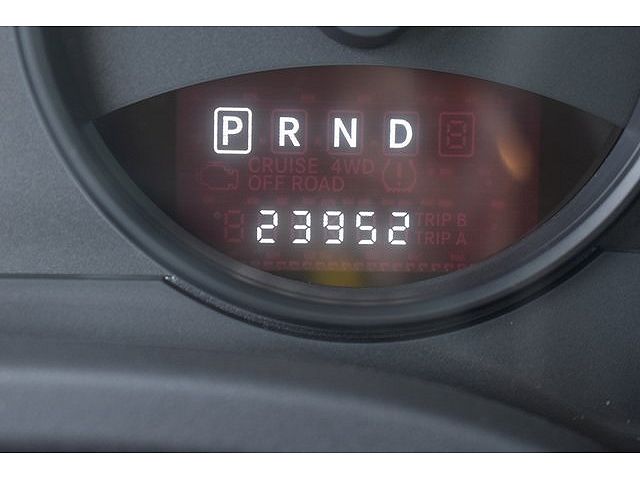 P R N D
CRUISE 4WD
OFF ROAD
23952
TRIP B
TRIP A